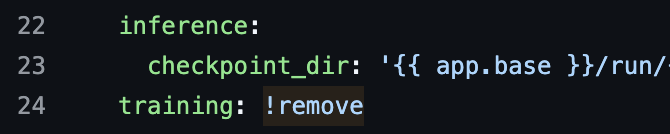 22 inference:
23 checkpoint_dir: '{{ app.base }}/run/
24 training: !remove